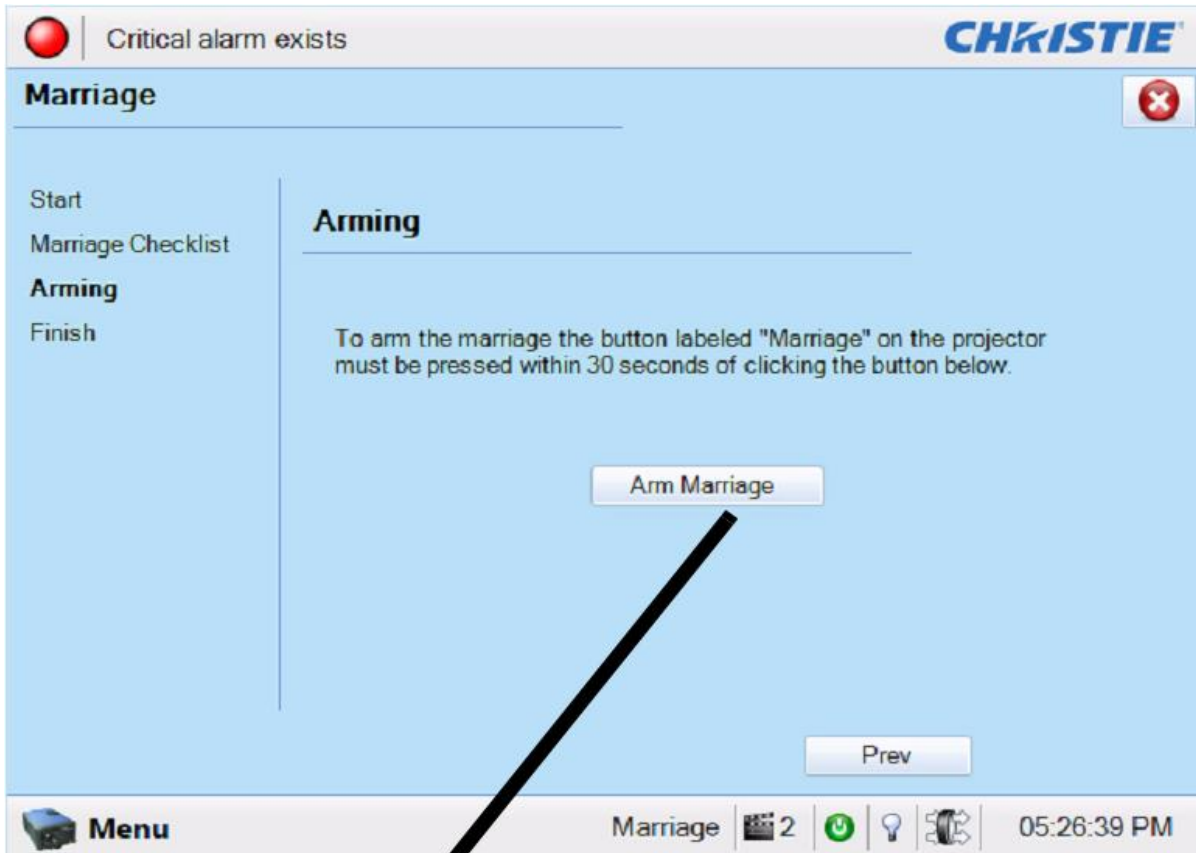 Critical alarm exists
CHRISTIE
Marriage
Start
Marriage Checklist
Arming
Finish
Arming
To arm the marriage the button labeled "Marriage" on the projector
must be pressed within 30 seconds of clicking the button below.
Arm Marriage
Prev
Menu
Marriage
2
05:26:39 PM